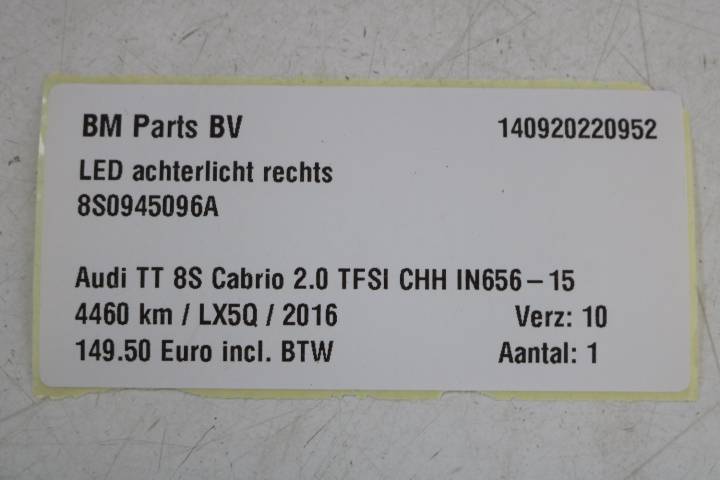 BM Parts BV 140920220952
LED achterlicht rechts
8S0945096A
Audi TT 8S Cabrio 2.0 TFSI CHH IN656-15
4460 km / LX5Q / 2016 Verz: 10
149.50 Euro incl. BTW Aantal: 1